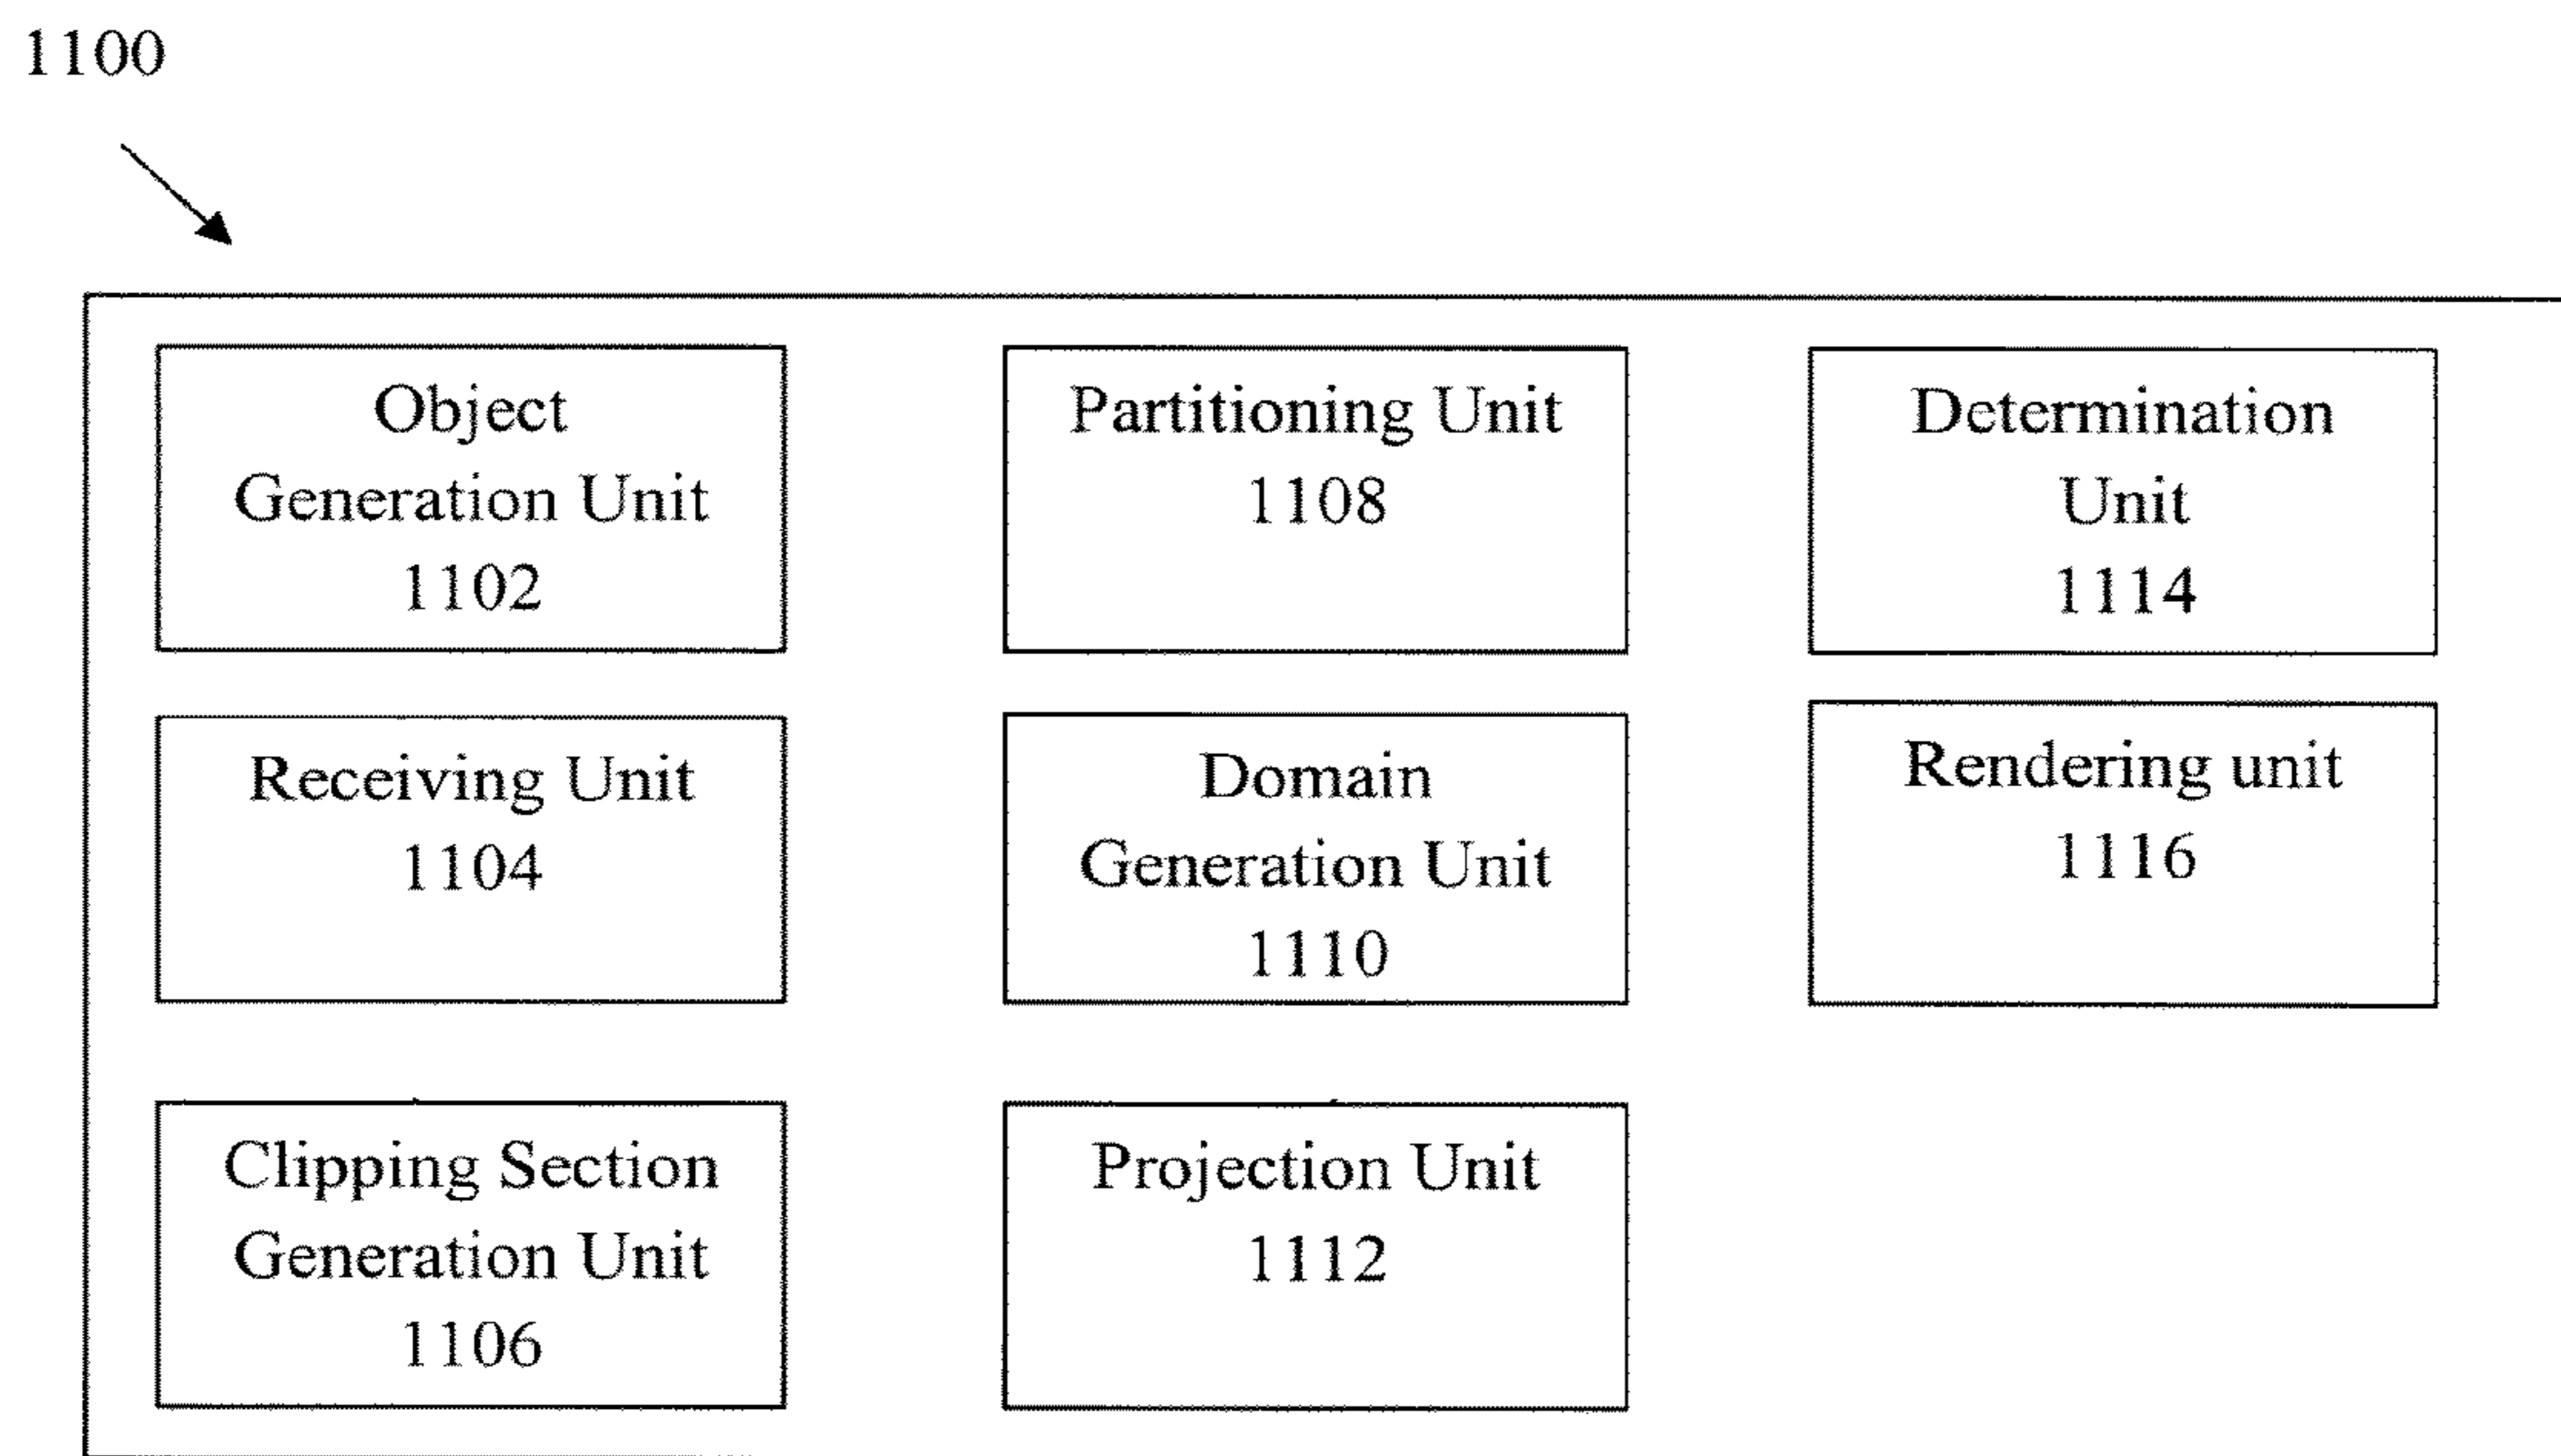 1100
Object
Generation Unit
1102
Receiving Unit
1104
Clipping Section
Generation Unit
1106
Partitioning Unit
1108
Domain
Generation Unit
1110
Projection Unit
1112
Determination
Unit
1114
Rendering unit
1116